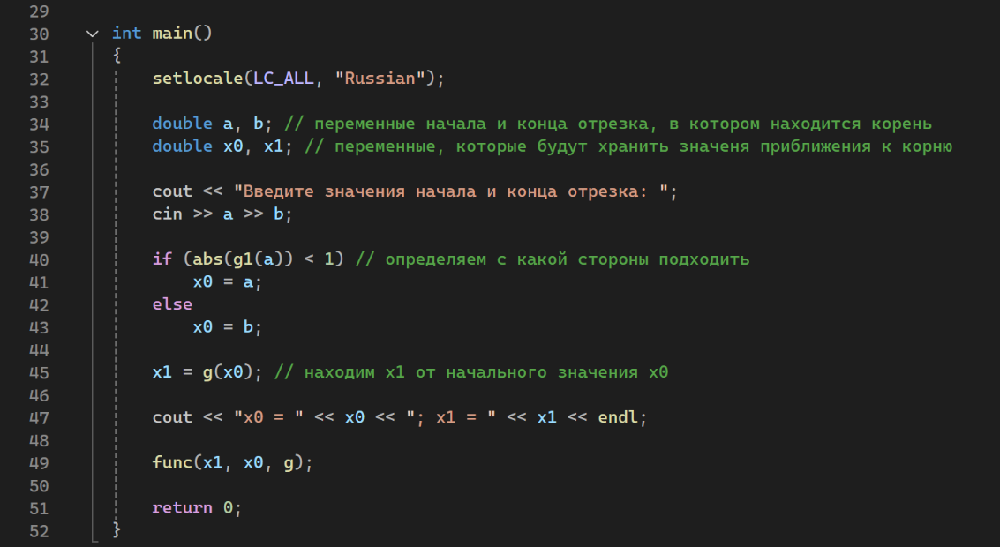 29
30 int main()
31 {
32 setlocale(LC_ALL, "Russian");
33
34 double a, b; // переменные начала и конца отрезка, в котором находится корень
35 double x0, x1; // переменные, которые будут хранить значеня приближения к корню
36
37 cout << "Введите значения начала и конца отрезка: ";
38 cin >> a >> b;
39
40 if (abs(g1(a)) < 1) // определяем с какой стороны подходить
41 x0 = a;
42 else
43 x0 = b;
44
45 x1 = g(x0); // находим x1 от начального значения x0
46
47 cout << "x0 = " << x0 << "; x1 = " << x1 << endl;
48
49 func(x1, x0, g);
50
51 return 0;
52 }